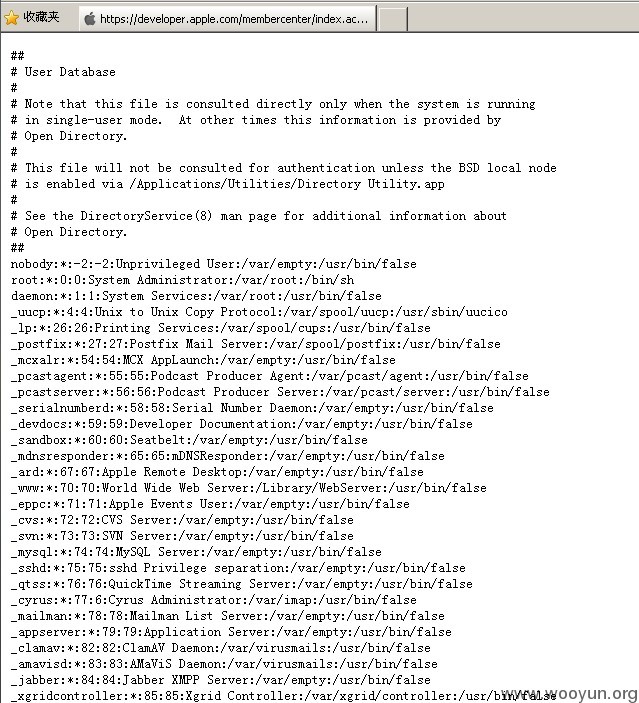 收藏夹
https://developer.apple.com/membercenter/index.ac...
##
# User Database
#
# Note that this file is consulted directly only when the system is running
# in single-user mode.  At other times this information is provided by
# Open Directory.
#
# This file will not be consulted for authentication unless the BSD local node
# is enabled via /Applications/Utilities/Directory Utility.app
#
# See the DirectoryService(8) man page for additional information about
# Open Directory.
##
nobody:*:-2:-2:Unprivileged User:/var/empty:/usr/bin/false
root:*:0:0:System Administrator:/var/root:/bin/sh
daemon:*:1:1:System Services:/var/root:/usr/bin/false
_uucp:*:4:4:Unix to Unix Copy Protocol:/var/spool/uucp:/usr/sbin/uucico
_lp:*:26:26:Printing Services:/var/spool/cups:/usr/bin/false
_postfix:*:27:27:Postfix Mail Server:/var/spool/postfix:/usr/bin/false
_mcxalr:*:54:54:MCX AppLaunch:/var/empty:/usr/bin/false
_pcastagent:*:55:55:Podcast Producer Agent:/var/pcast/agent:/usr/bin/false
_pcastserver:*:56:56:Podcast Producer Server:/var/pcast/server:/usr/bin/false
_serialnumberd:*:58:58:Serial Number Daemon:/var/empty:/usr/bin/false
_devdocs:*:59:59:Developer Documentation:/var/empty:/usr/bin/false
_sandbox:*:60:60:Seatbelt:/var/empty:/usr/bin/false
_mdnsresponder:*:65:65:mDNSResponder:/var/empty:/usr/bin/false
_ard:*:67:67:Apple Remote Desktop:/var/empty:/usr/bin/false
_www:*:70:70:World Wide Web Server:/Library/WebServer:/usr/bin/false
_eppc:*:71:71:Apple Events User:/var/empty:/usr/bin/false
_cvs:*:72:72:CVS Server:/var/empty:/usr/bin/false
_svn:*:73:73:SVN Server:/var/empty:/usr/bin/false
_mysql:*:74:74:MySQL Server:/var/empty:/usr/bin/false
_sshd:*:75:75:sshd Privilege separation:/var/empty:/usr/bin/false
_qtss:*:76:76:QuickTime Streaming Server:/var/empty:/usr/bin/false
_cyrus:*:77:6:Cyrus Administrator:/var/imap:/usr/bin/false
_mailman:*:78:78:Mailman List Server:/var/empty:/usr/bin/false
_appserver:*:79:79:Application Server:/var/empty:/usr/bin/false
_clamav:*:82:82:ClamAV Daemon:/var/virusmails:/usr/bin/false
_amavisd:*:83:83:AMaViS Daemon:/var/virusmails:/usr/bin/false
_jabber:*:84:84:Jabber XMPP Server:/var/empty:/usr/bin/false
_xgridcontroller:*:85:85:Xgrid Controller:/var/xgrid/controller:/usr/bin/false
www.wooyun.org